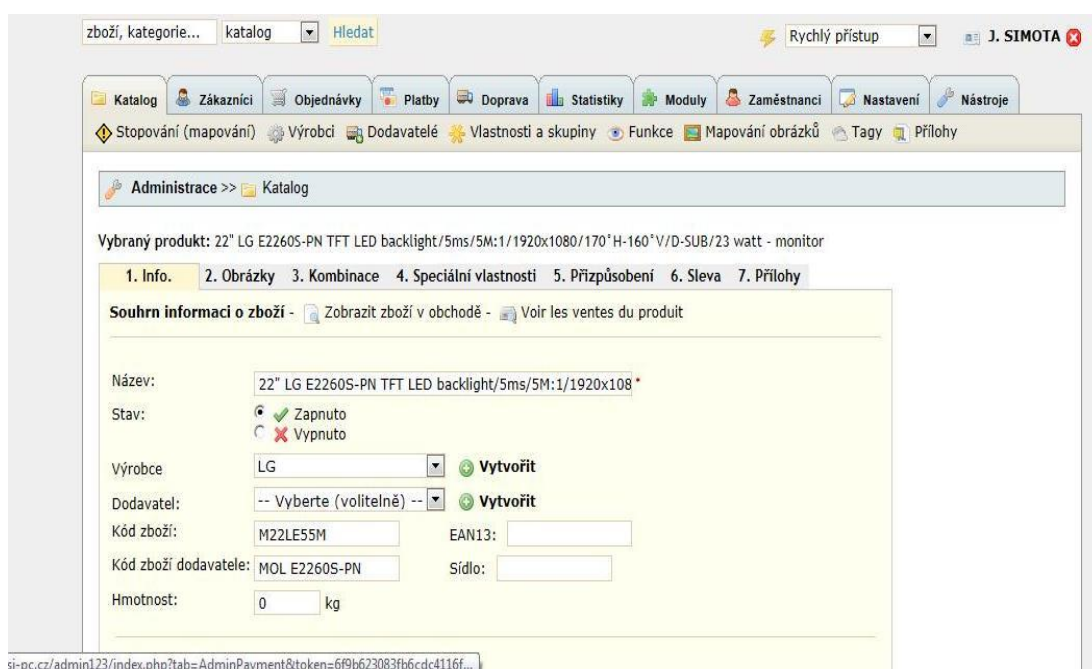 zboží, kategorie... katalog Hledat Rychlý přístup J. SIMOTA
Katalog Zákazníci Objednávky Platby Doprava Statistiky Moduly Zaměstnanci Nastavení Nástroje
Stopování (mapování) Výrobci Dodavatelé Vlastnosti a skupiny Funkce Mapování obrázků Tagy Přílohy
Administrace >> Katalog
Vybraný produkt: 22" LG E2260S-PN TFT LED backlight/5ms/5M:1/1920x1080/170°H-160°V/D-SUB/23 watt - monitor
1. Info. 2. Obrázky 3. Kombinace 4. Speciální vlastnosti 5. Přizpůsobení 6. Sleva 7. Přílohy
Souhrn informaci o zboží - Zobrazit zboží v obchodě - Voir les ventes du produit
Název: 22" LG E2260S-PN TFT LED backlight/5ms/5M:1/1920x108 *
Stav: Zapnuto
Vypnuto
Výrobce LG Vytvořit
Dodavatel: -- Vyberte (volitelně) -- Vytvořit
Kód zboží: M22LE55M EAN13:
Kód zboží dodavatele: MOL E2260S-PN Sídlo:
Hmotnost: 0 kg
si-pc.cz/admin123/index.php?tab=AdminPayment&token=6f9b623083fb6cdc4116f...